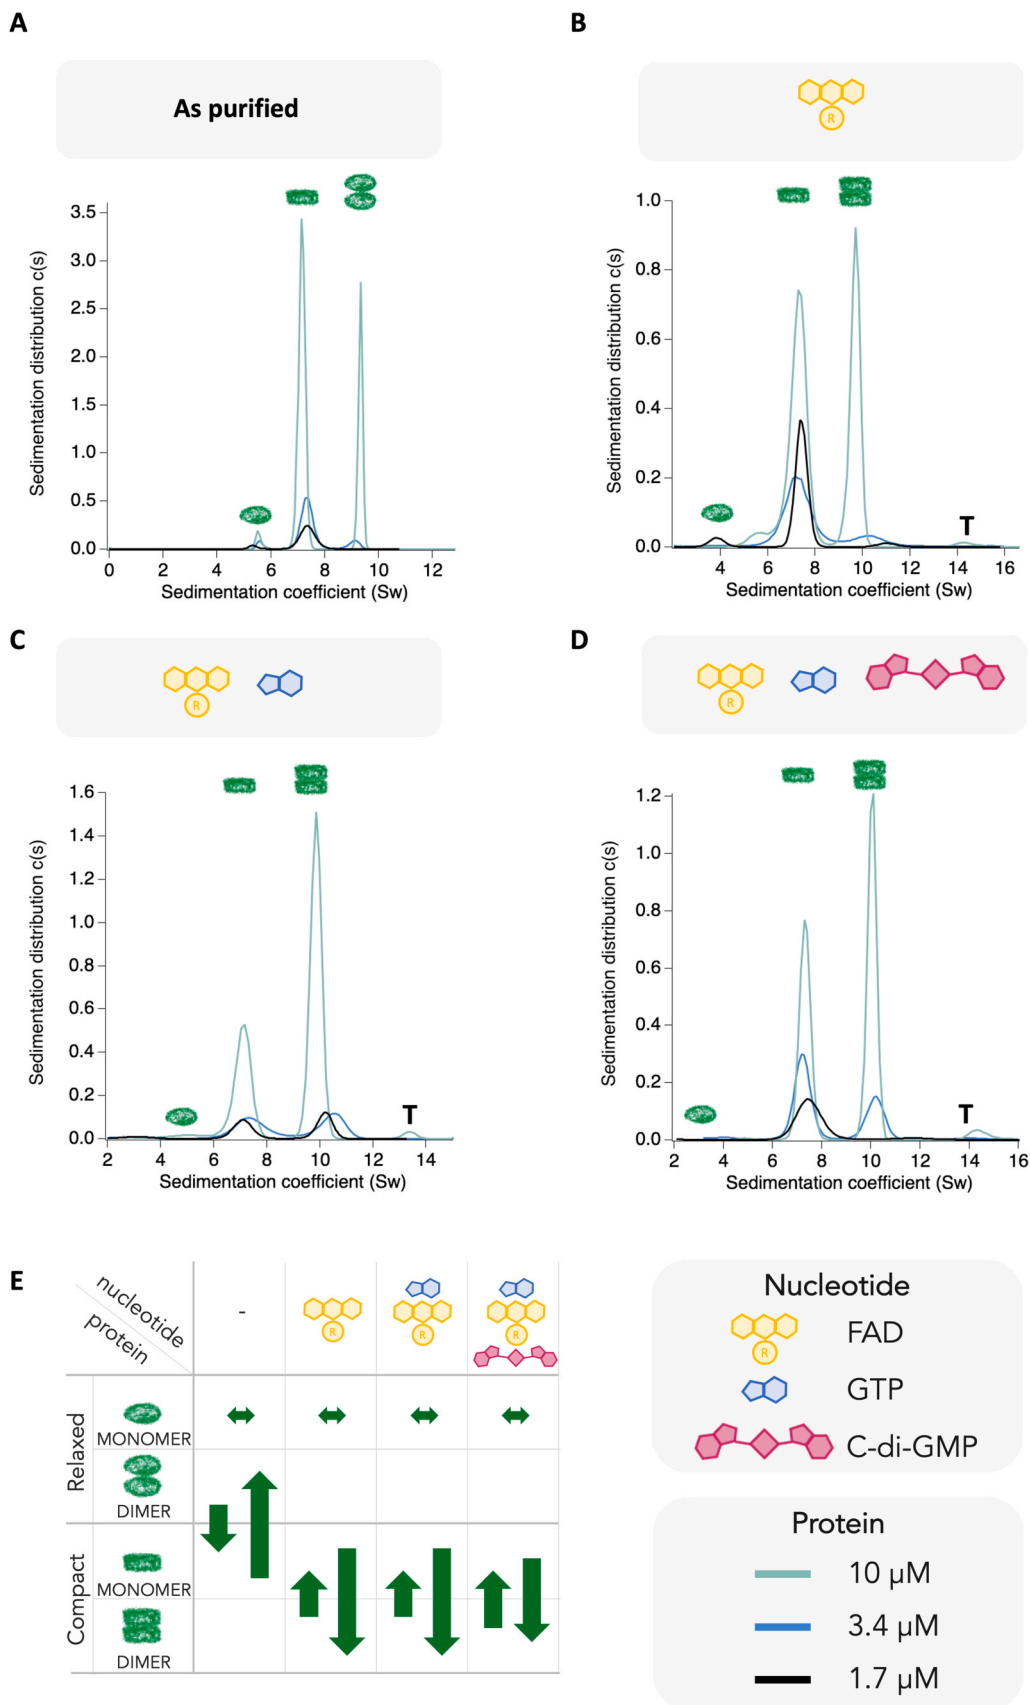 A
B
As purified
R
3.5
3.0
2.5
2.0
1.5
1.0
0.5
0.0
0 2 4 6 8 10 12
Sedimentation distribution c(s)
Sedimentation coefficient (Sw)
1.0
0.8
0.6
0.4
0.2
0.0
T
4 6 8 10 12 14 16
Sedimentation distribution c(s)
Sedimentation coefficient (Sw)
C
D
R
R
1.6
1.4
1.2
1.0
0.8
0.6
0.4
0.2
0.0
T
2 4 6 8 10 12 14
Sedimentation distribution c(s)
Sedimentation coefficient (Sw)
1.2
1.0
0.8
0.6
0.4
0.2
0.0
T
2 4 6 8 10 12 14 16
Sedimentation distribution c(s)
Sedimentation coefficient (Sw)
E
nucleotide
protein
-
R
R
R
Relaxed
MONOMER
DIMER
Compact
MONOMER
DIMER
Nucleotide
R
FAD
GTP
C-di-GMP
Protein
10 µM
3.4 µM
1.7 µM